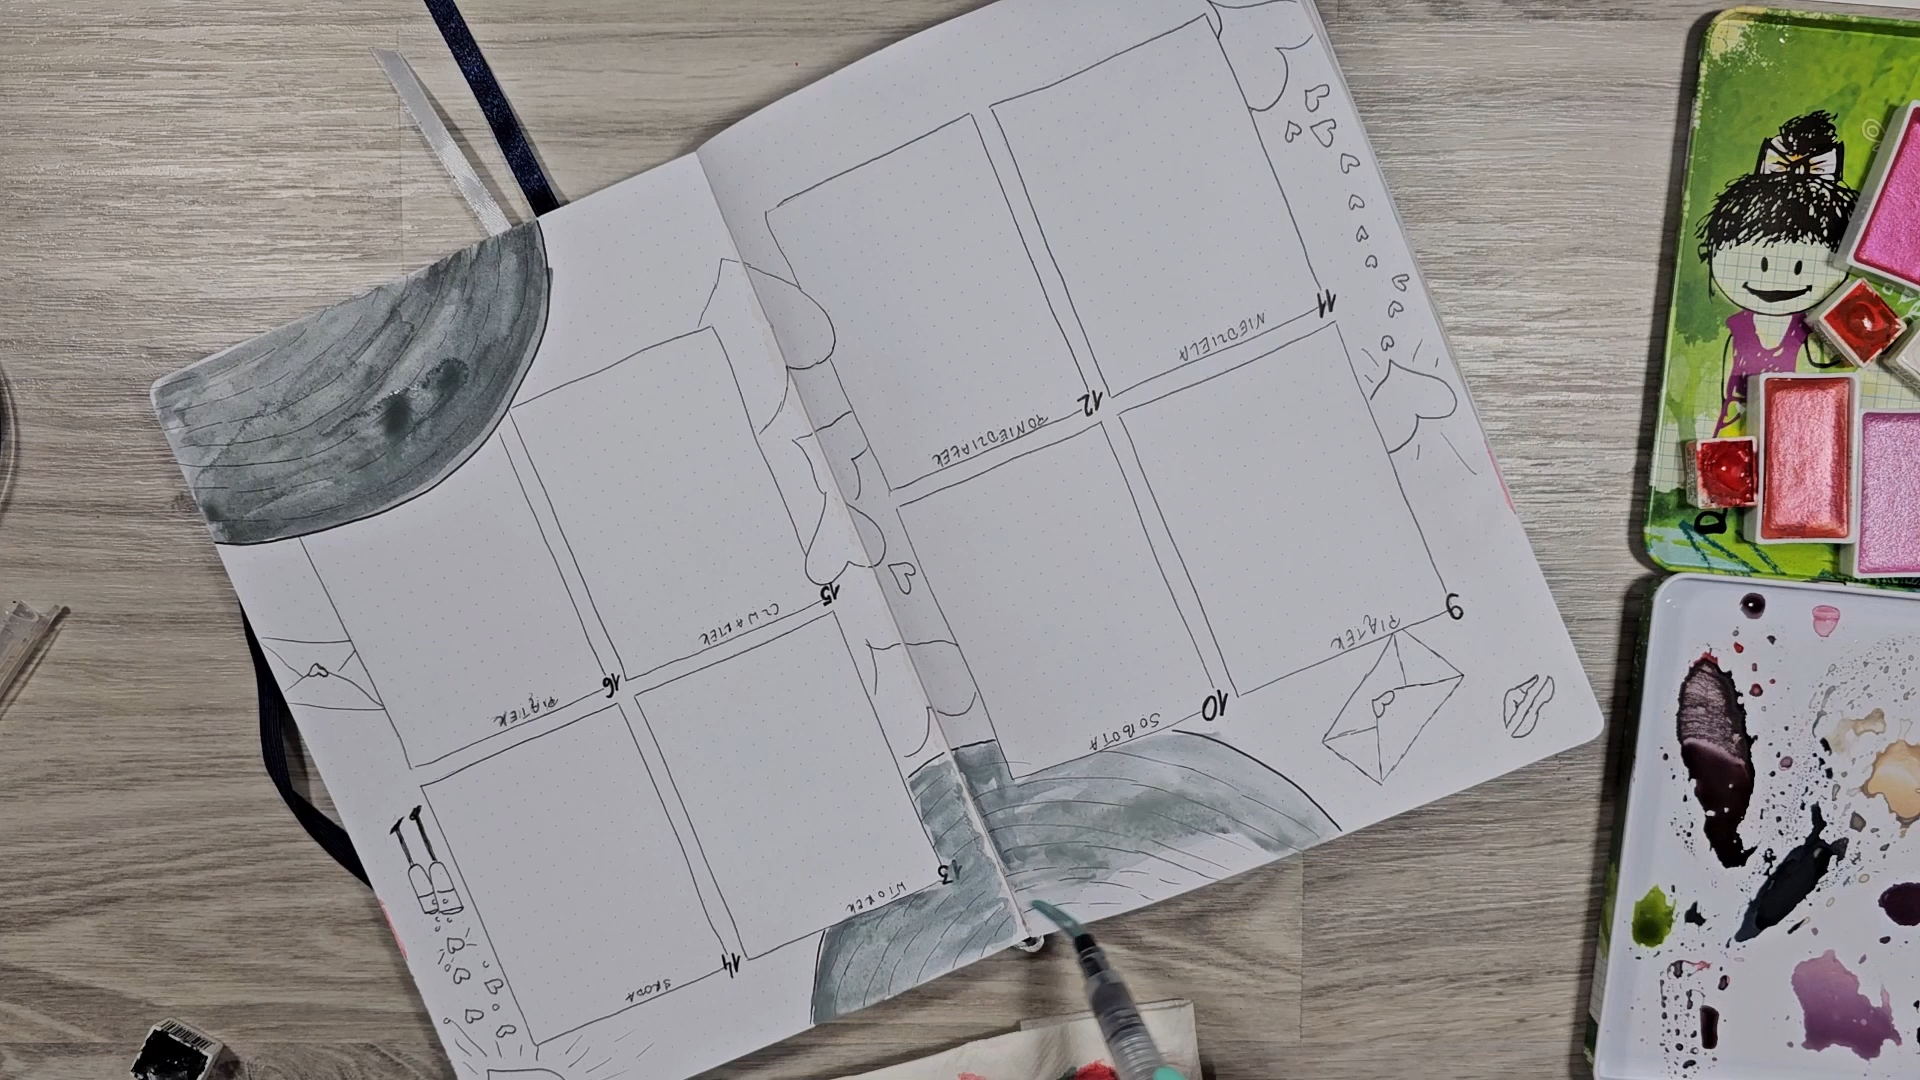 9
PIĄTEK
10
SOBOTA
11
NIEDZIELA
12
PONIEDZIAŁEK
13
WTOREK
14
ŚRODA
15
CZWARTEK
16
PIĄTEK